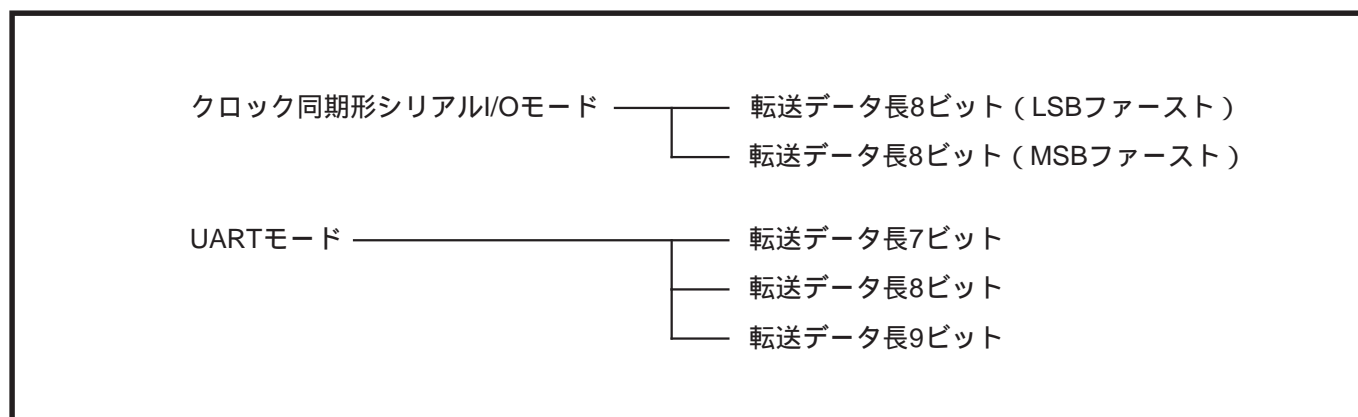 クロック同期形シリアルI/Oモード
転送データ長8ビット ( LSBファースト )
転送データ長8ビット ( MSBファースト )
UARTモード
転送データ長7ビット
転送データ長8ビット
転送データ長9ビット